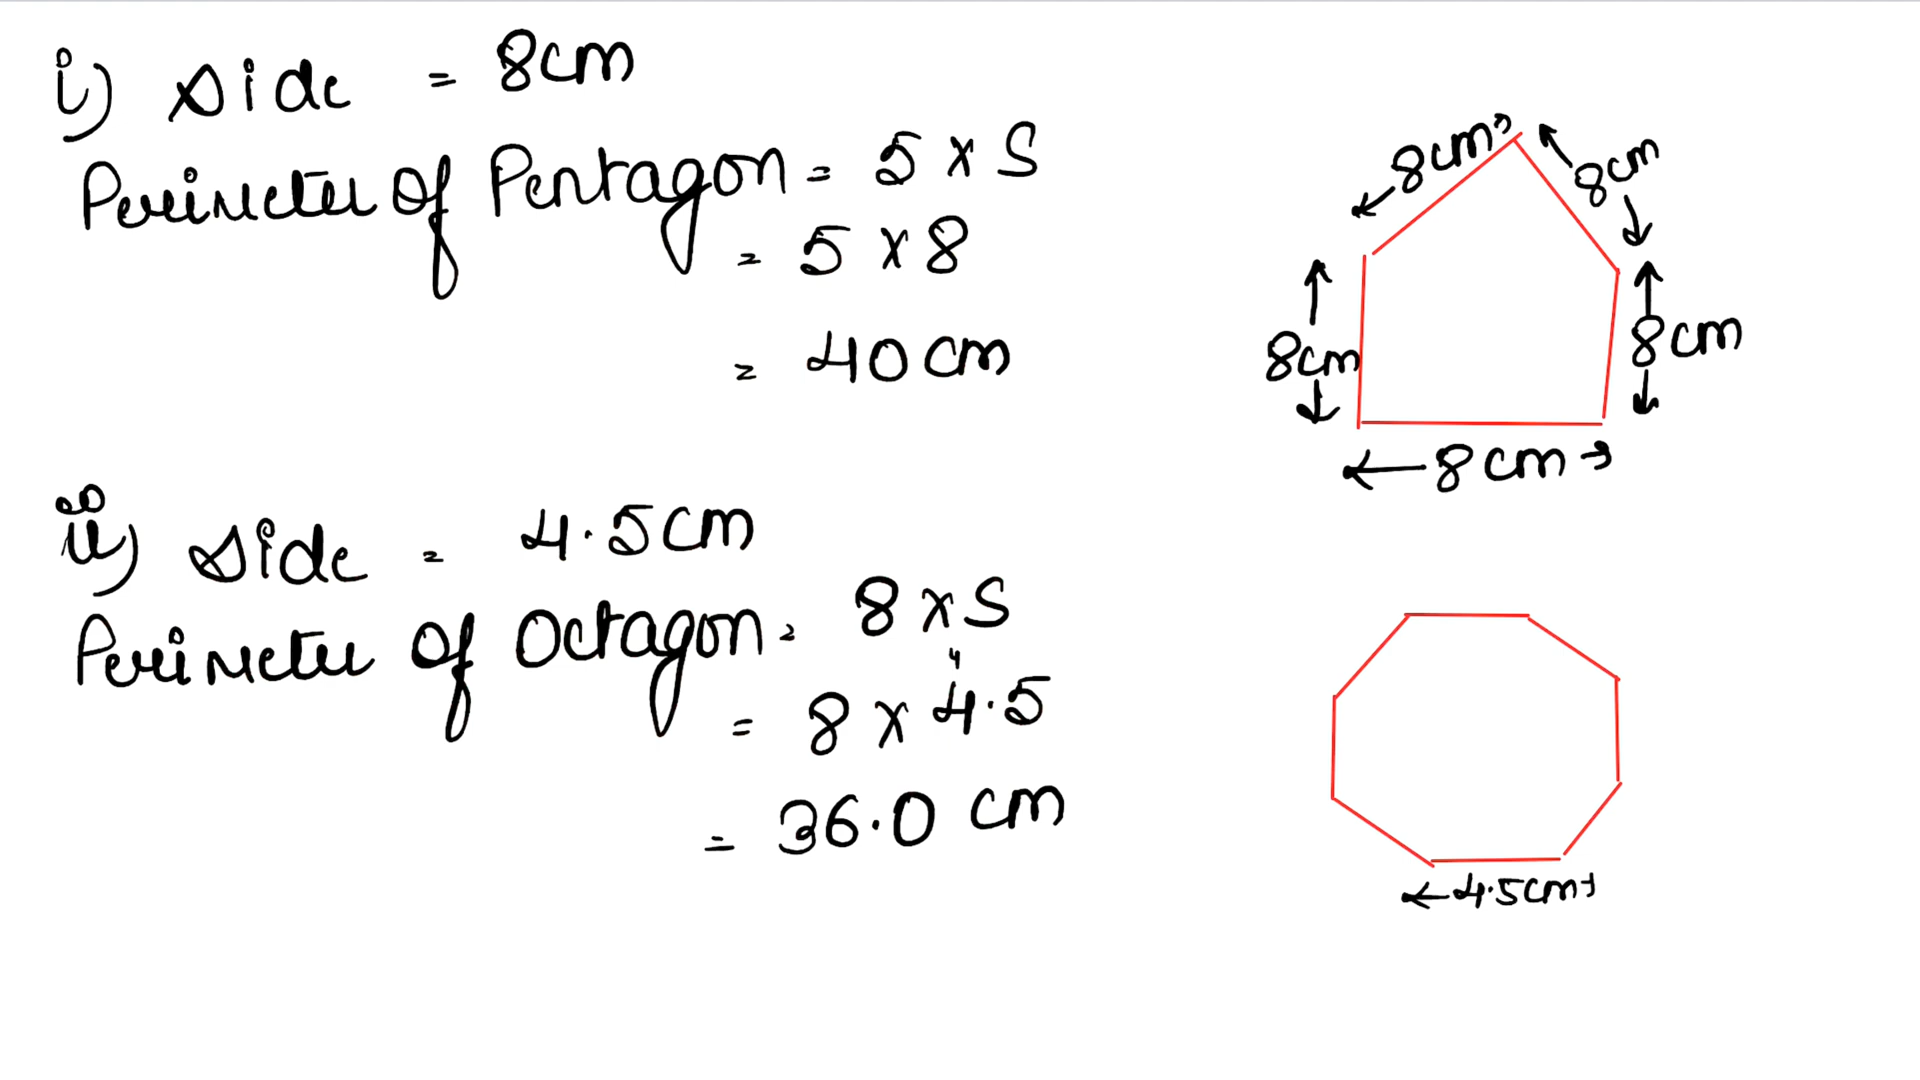 i) Side = 8cm
Perimeter of Pentagon = 5 x S
= 5 x 8
= 40 cm
8cm
8cm
8cm
8cm
8cm
ii) Side = 4.5cm
Perimeter of Octagon = 8 x S
4
= 8 x 4.5
= 36.0 cm
4.5cm